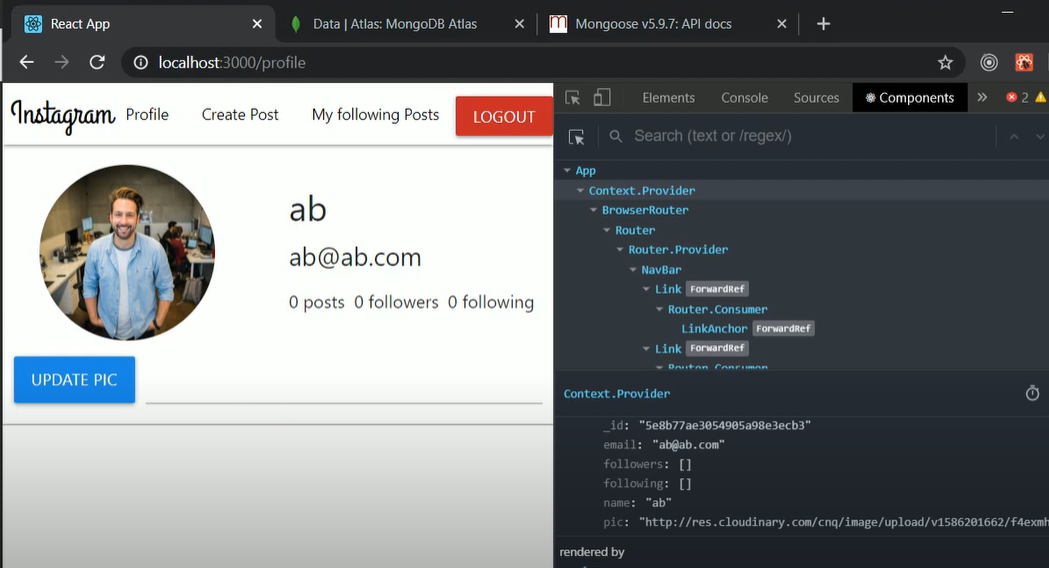 React App
Data | Atlas: MongoDB Atlas
Mongoose v5.9.7: API docs
localhost:3000/profile
Instagram Profile Create Post My following Posts LOGOUT
ab
ab@ab.com
0 posts 0 followers 0 following
UPDATE PIC
Elements Console Sources Components » 2
Search (text or /regex/)
App
Context.Provider
BrowserRouter
Router
Router.Provider
NavBar
Link ForwardRef
Router.Consumer
LinkAnchor ForwardRef
Link ForwardRef
Router.Consumer
Context.Provider
_id: "5e8b77ae3054905a98e3ecb3"
email: "ab@ab.com"
followers: []
following: []
name: "ab"
pic: "http://res.cloudinary.com/cnq/image/upload/v1586201662/f4exmh
rendered by